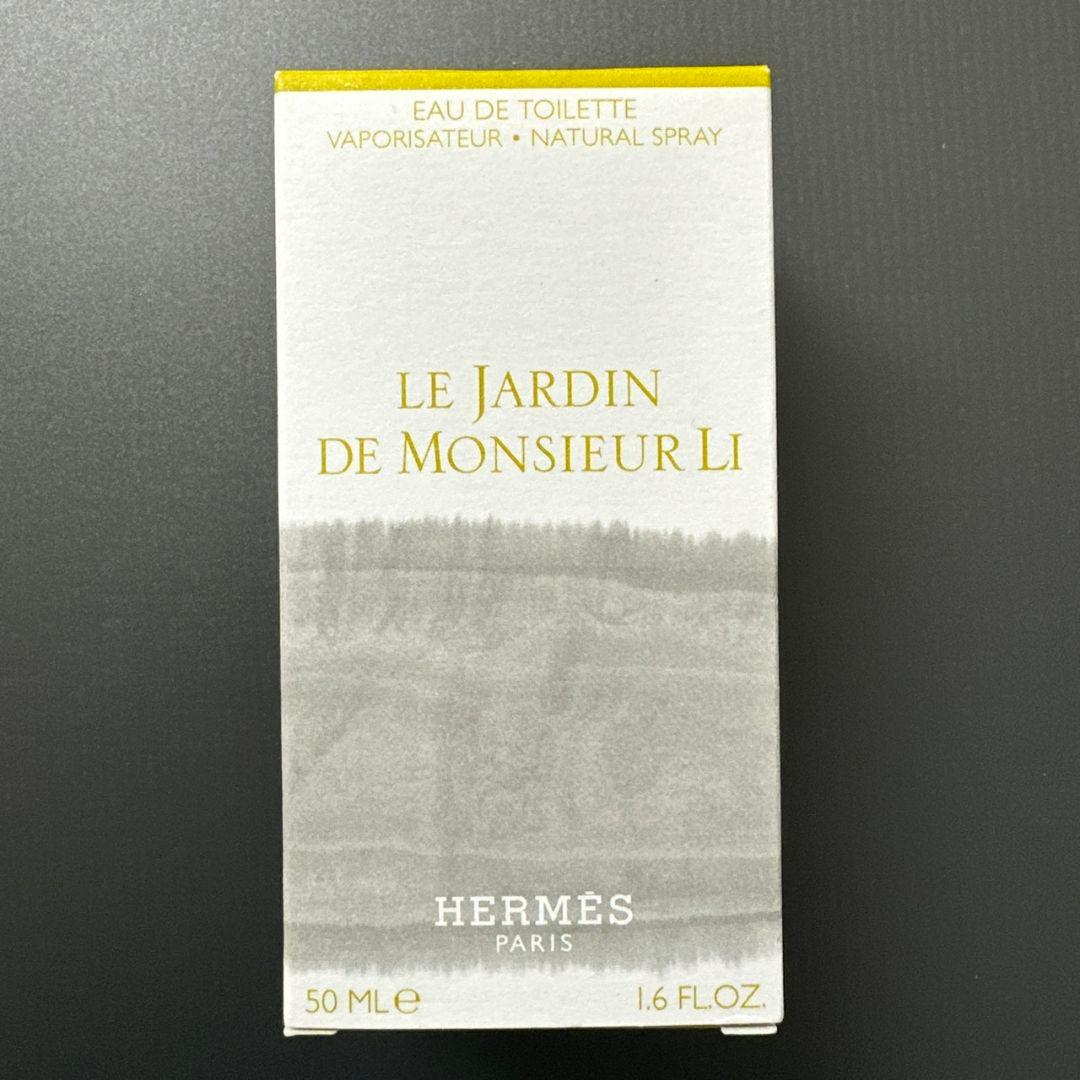 EAU DE TOILETTE
VAPORISATEUR • NATURAL SPRAY
LE JARDIN
DE MONSIEUR LI
HERMÈS
PARIS
50 ML ℮
1.6 FL.OZ.